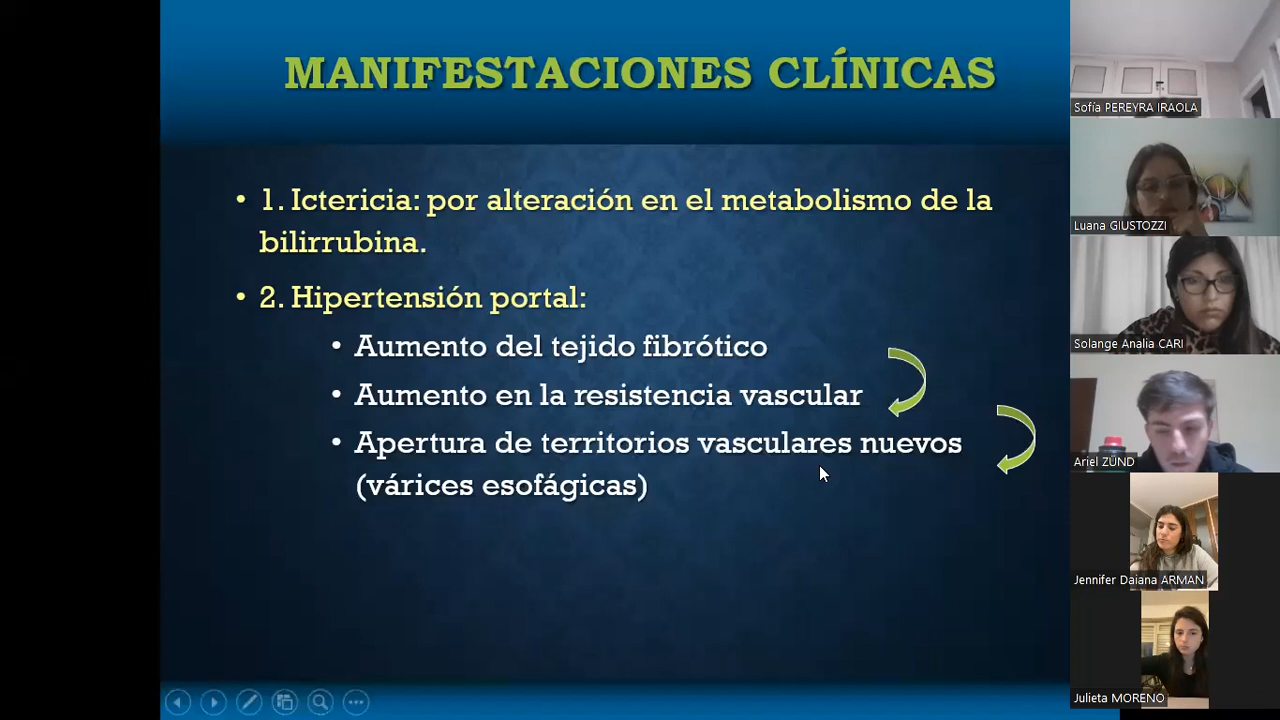 MANIFESTACIONES CLÍNICAS
• 1. Ictericia: por alteración en el metabolismo de la
bilirrubina.
• 2. Hipertensión portal:
• Aumento del tejido fibrótico
• Aumento en la resistencia vascular
• Apertura de territorios vasculares nuevos
(várices esofágicas)
Sofía PEREYRA IRAOLA
Luana GIUSTOZZI
Solange Analia CARI
Ariel ZÜND
Jennifer Daiana ARMAN
Julieta MORENO